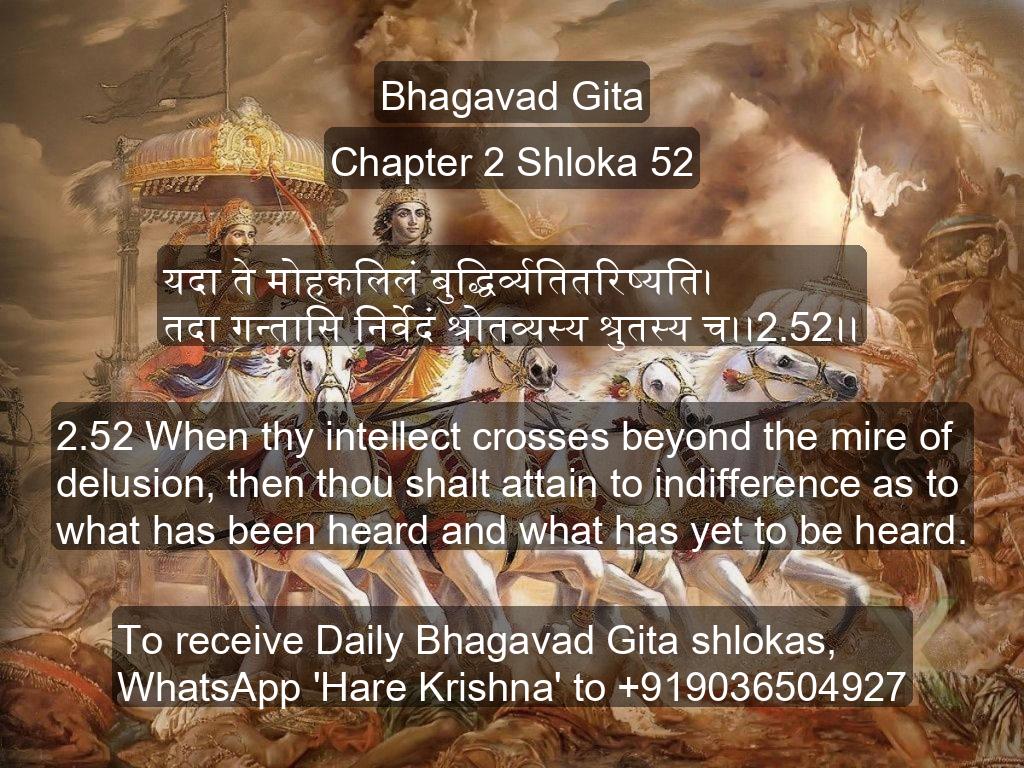 Bhagavad Gita
Chapter 2 Shloka 52
यदा ते मोहकलिलं बुद्धिर्व्यतितरिष्यति।
तदा गन्तासि निर्वेदं श्रोतव्यस्य श्रुतस्य च।।2.52।।
2.52 When thy intellect crosses beyond the mire of
delusion, then thou shalt attain to indifference as to
what has been heard and what has yet to be heard.
To receive Daily Bhagavad Gita shlokas,
WhatsApp 'Hare Krishna' to +919036504927